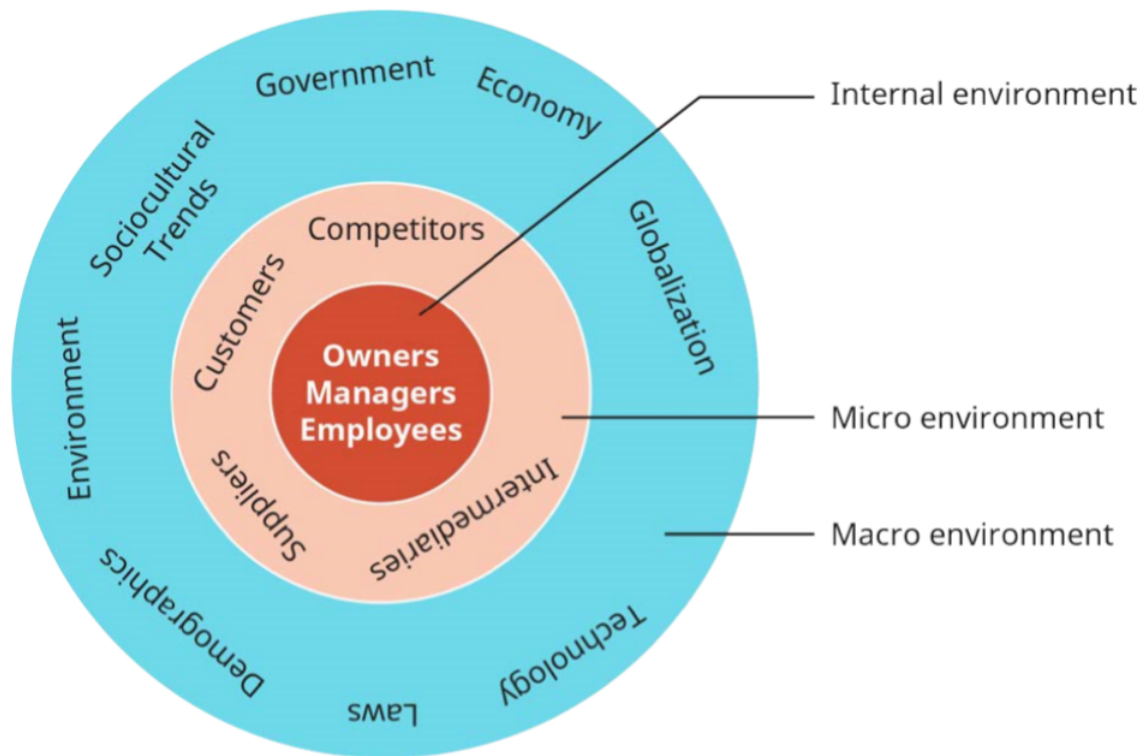 Government
Economy
Internal environment
Sociocultural
Trends
Globalization
Competitors
Customers
Owners
Managers
Employees
Environment
Micro environment
Suppliers
Intermediaries
Macro environment
Demographics
Technology
Laws